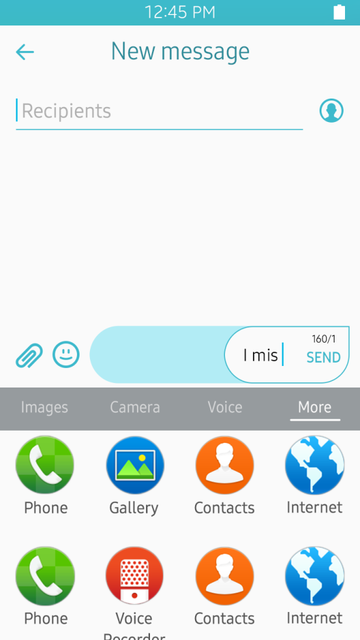 12:45 PM
New message
Recipients
160/1
I mis
SEND
Images Camera Voice More
Phone Gallery Contacts Internet
Phone Voice Contacts Internet
Recorder